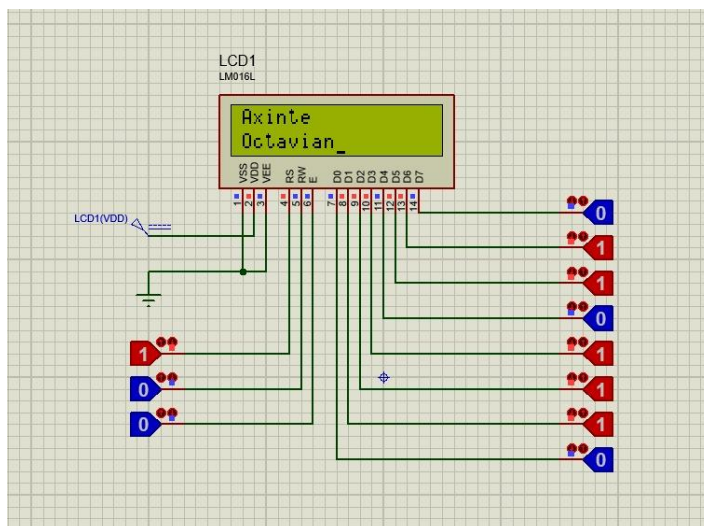 LCD1
LM016L
Axinte
Octavian_
VSS
VDD
VEE
RS
RW
E
D0
D1
D2
D3
D4
D5
D6
D7
1
2
3
4
5
6
7
8
9
10
11
12
13
14
LCD1(VDD)
0
1
1
0
1
1
1
0
1
0
0